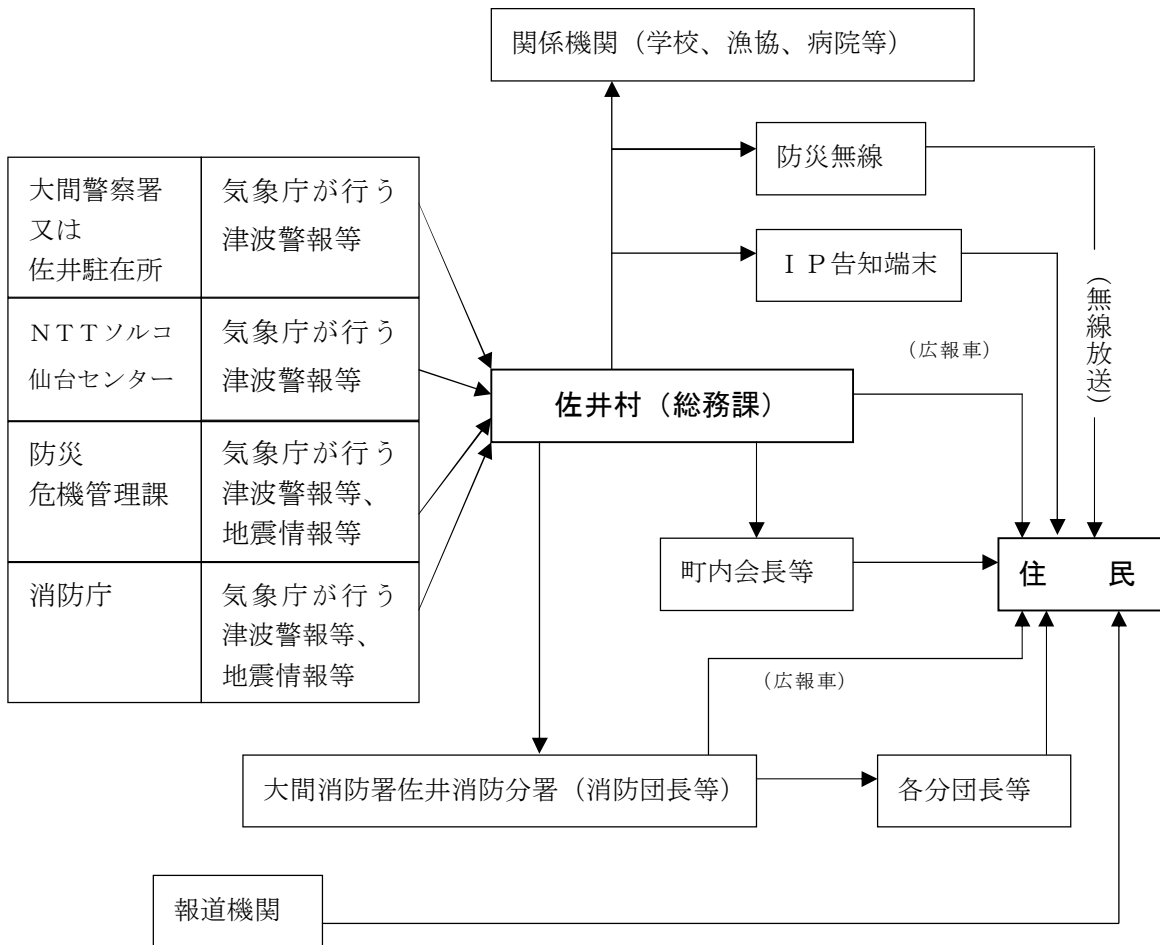 関係機関（学校、漁協、病院等）
防災無線
ＩＰ告知端末
（無線放送）
（広報車）
大間警察署
又は
佐井駐在所
気象庁が行う
津波警報等
ＮＴＴソルコ
仙台センター
気象庁が行う
津波警報等
防災
危機管理課
気象庁が行う
津波警報等、
地震情報等
消防庁
気象庁が行う
津波警報等、
地震情報等
佐井村（総務課）
町内会長等
住　　民
（広報車）
大間消防署佐井消防分署（消防団長等）
各分団長等
報道機関